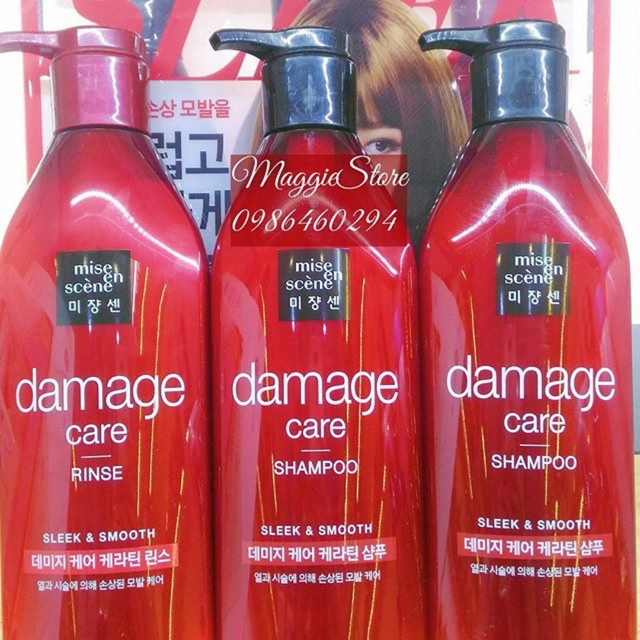 손상 모발을
럽고
게
MaggieStore
0986460294
mise
en
scène
미쟝센
damage
care
RINSE
SLEEK & SMOOTH
데미지 케어 케라틴 린스
열과 시술에 의해 손상된 모발 케어
mise
en
scène
미쟝센
damage
care
SHAMPOO
SLEEK & SMOOTH
데미지 케어 케라틴 샴푸
열과 시술에 의해 손상된 모발 케어
mise
en
scène
미쟝센
damage
care
SHAMPOO
SLEEK & SMOOTH
데미지 케어 케라틴 샴푸
열과 시술에 의해 손상된 모발 케어